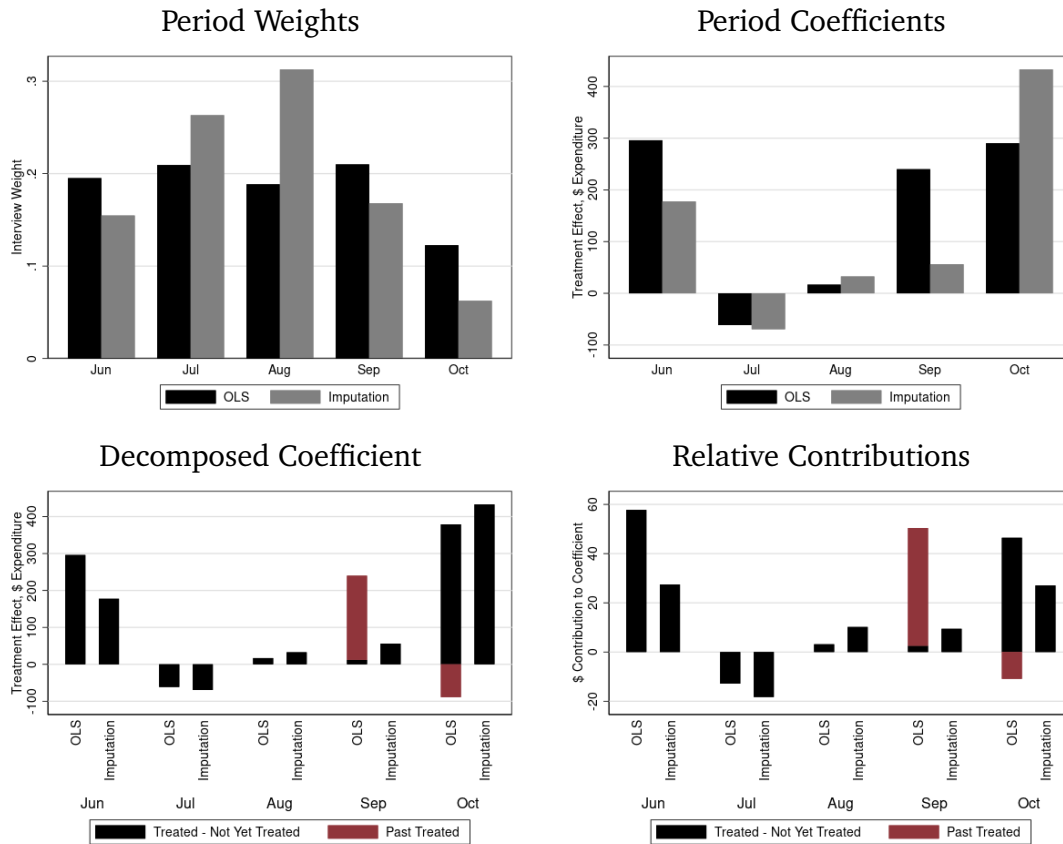 Period Weights
Interview Weight
0
.1
.2
.3
Jun Jul Aug Sep Oct
OLS Imputation
Period Coefficients
Treatment Effect, $ Expenditure
-100
0
100
200
300
400
Jun Jul Aug Sep Oct
OLS Imputation
Decomposed Coefficient
Treatment Effect, $ Expenditure
-100
0
100
200
300
400
OLS Imputation OLS Imputation OLS Imputation OLS Imputation OLS Imputation
Jun Jul Aug Sep Oct
Treated - Not Yet Treated Past Treated
Relative Contributions
$ Contribution to Coefficient
-20
0
20
40
60
OLS Imputation OLS Imputation OLS Imputation OLS Imputation OLS Imputation
Jun Jul Aug Sep Oct
Treated - Not Yet Treated Past Treated